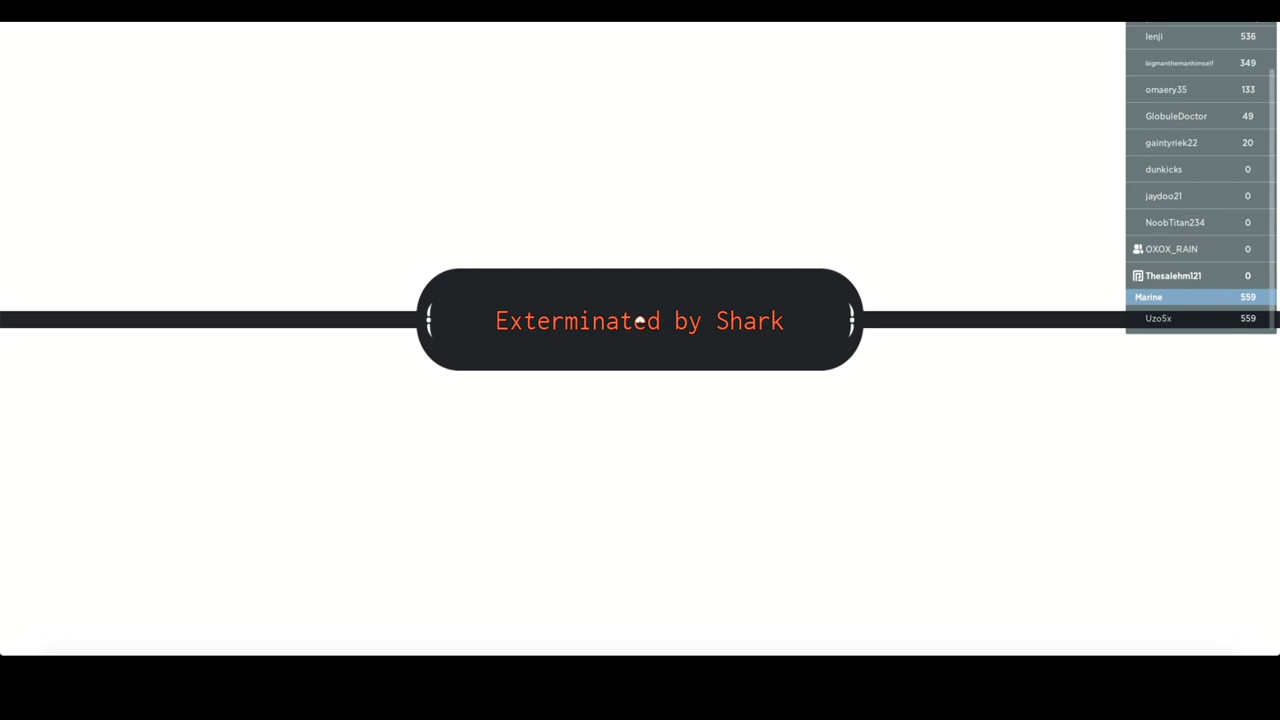 Ienji 536
bigmanthemanhimself 349
omaery35 133
GlobuleDoctor 49
gaintyriek22 20
dunkicks 0
jaydoo21 0
NoobTitan234 0
OXOX_RAIN 0
Thesalehm121 0
Marine 559
Uzo5x 559
Exterminated by Shark